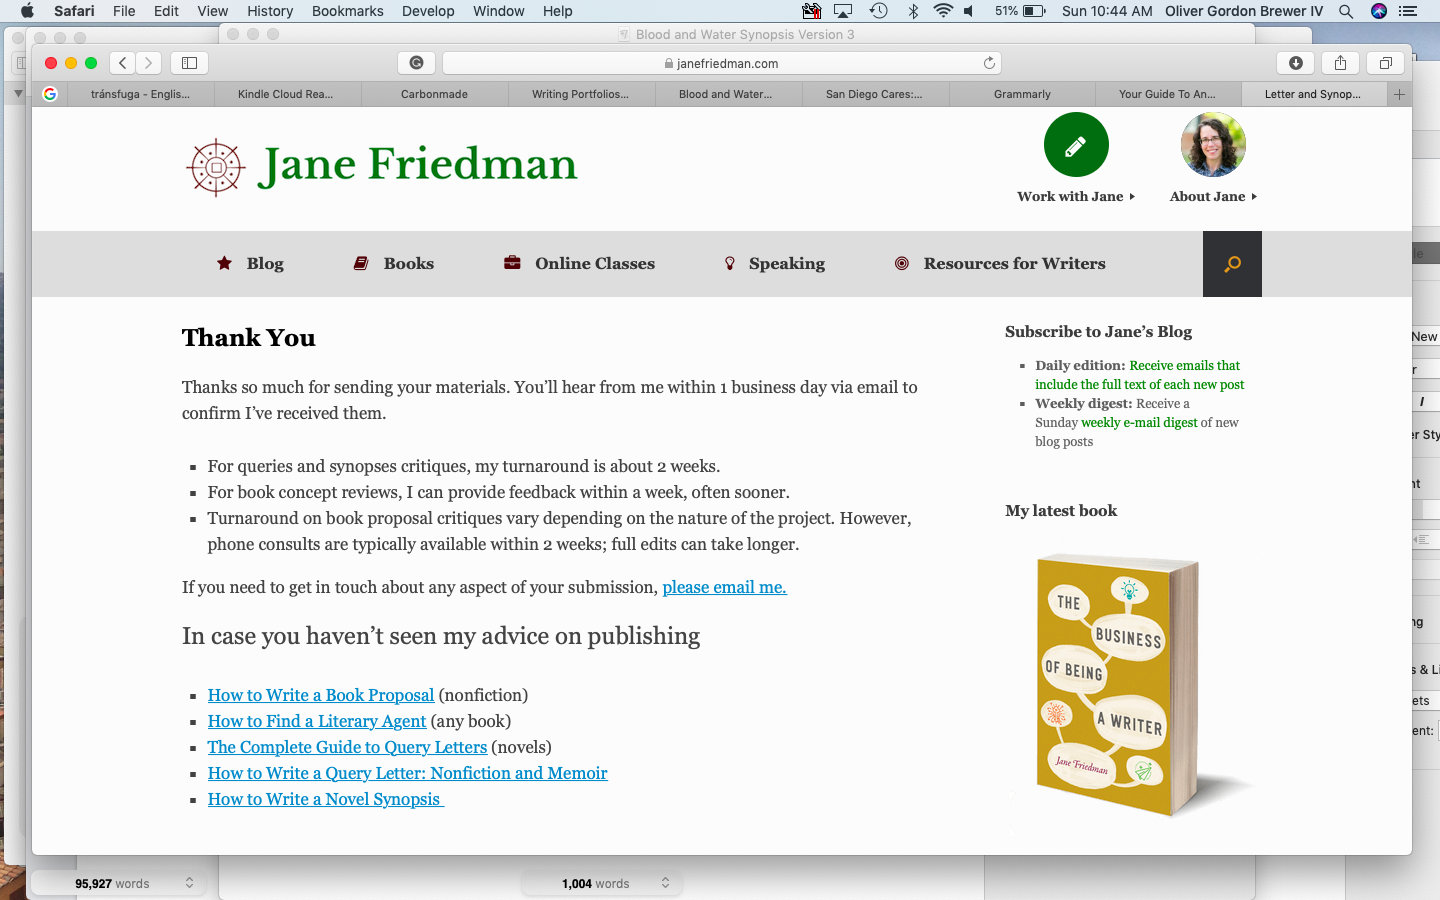 Safari File Edit View History Bookmarks Develop Window Help 51% Sun 10:44 AM Oliver Gordon Brewer IV
Blood and Water Synopsis Version 3
janefriedman.com
tránsfuga - Englis... Kindle Cloud Rea... Carbonmade Writing Portfolios... Blood and Water... San Diego Cares:... Grammarly Your Guide To An... Letter and Synop...
Jane Friedman
Work with Jane
About Jane
Blog Books Online Classes Speaking Resources for Writers
Thank You
Thanks so much for sending your materials. You’ll hear from me within 1 business day via email to
confirm I’ve received them.
For queries and synopses critiques, my turnaround is about 2 weeks.
For book concept reviews, I can provide feedback within a week, often sooner.
Turnaround on book proposal critiques vary depending on the nature of the project. However,
phone consults are typically available within 2 weeks; full edits can take longer.
If you need to get in touch about any aspect of your submission, please email me.
In case you haven’t seen my advice on publishing
How to Write a Book Proposal (nonfiction)
How to Find a Literary Agent (any book)
The Complete Guide to Query Letters (novels)
How to Write a Query Letter: Nonfiction and Memoir
How to Write a Novel Synopsis
Subscribe to Jane’s Blog
Daily edition: Receive emails that
include the full text of each new post
Weekly digest: Receive a
Sunday weekly e-mail digest of new
blog posts
My latest book
THE
BUSINESS
OF BEING
A WRITER
Jane Friedman
New
I
95,927 words
1,004 words